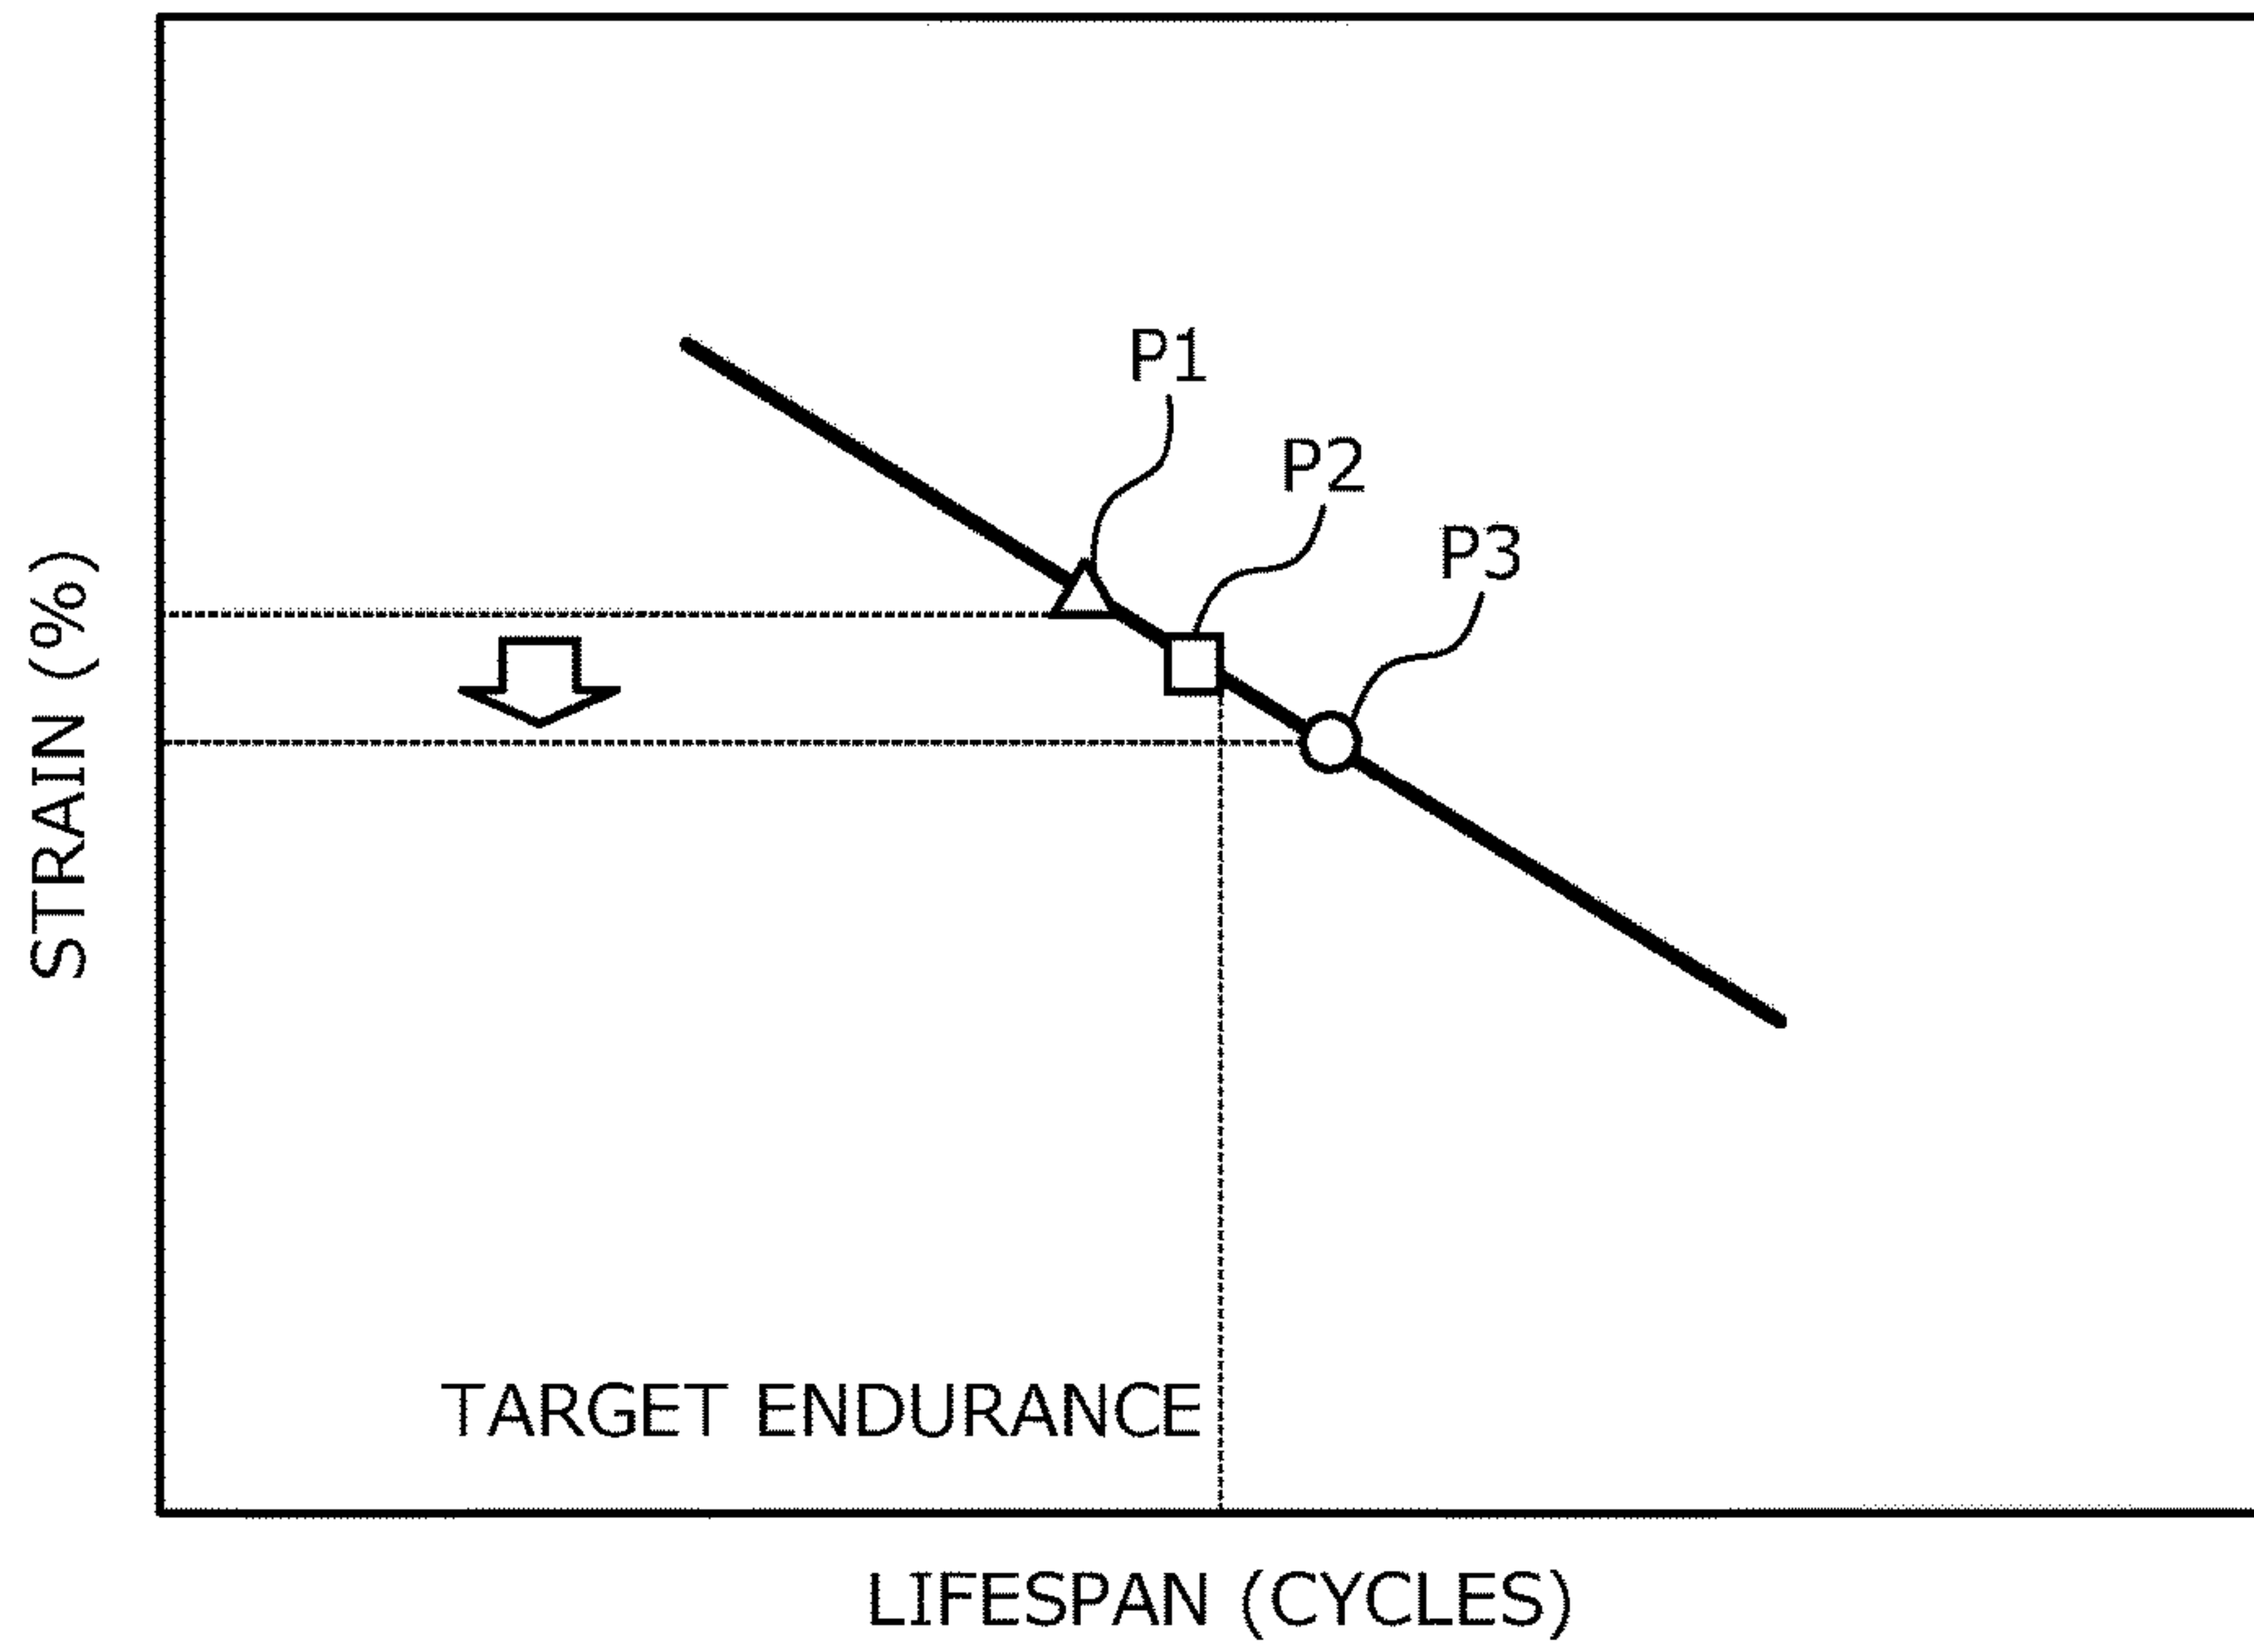 P1
P2
P3
STRAIN (%)
TARGET ENDURANCE
LIFESPAN (CYCLES)